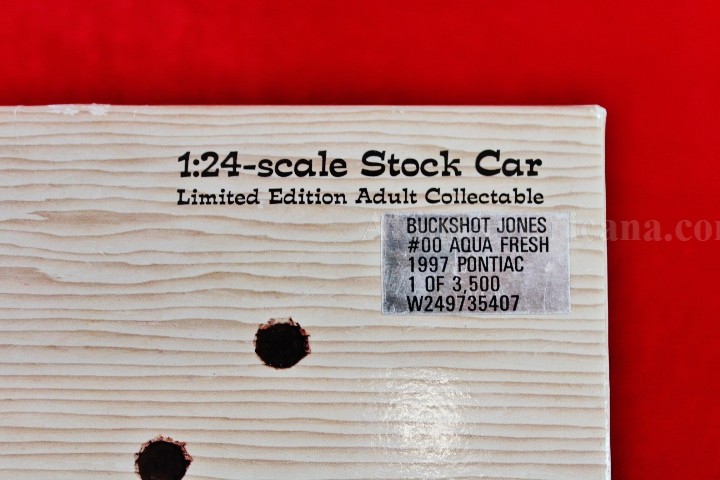 1:24-scale Stock Car
Limited Edition Adult Collectable
BUCKSHOT JONES
#00 AQUA FRESH
1997 PONTIAC
1 OF 3,500
W249735407